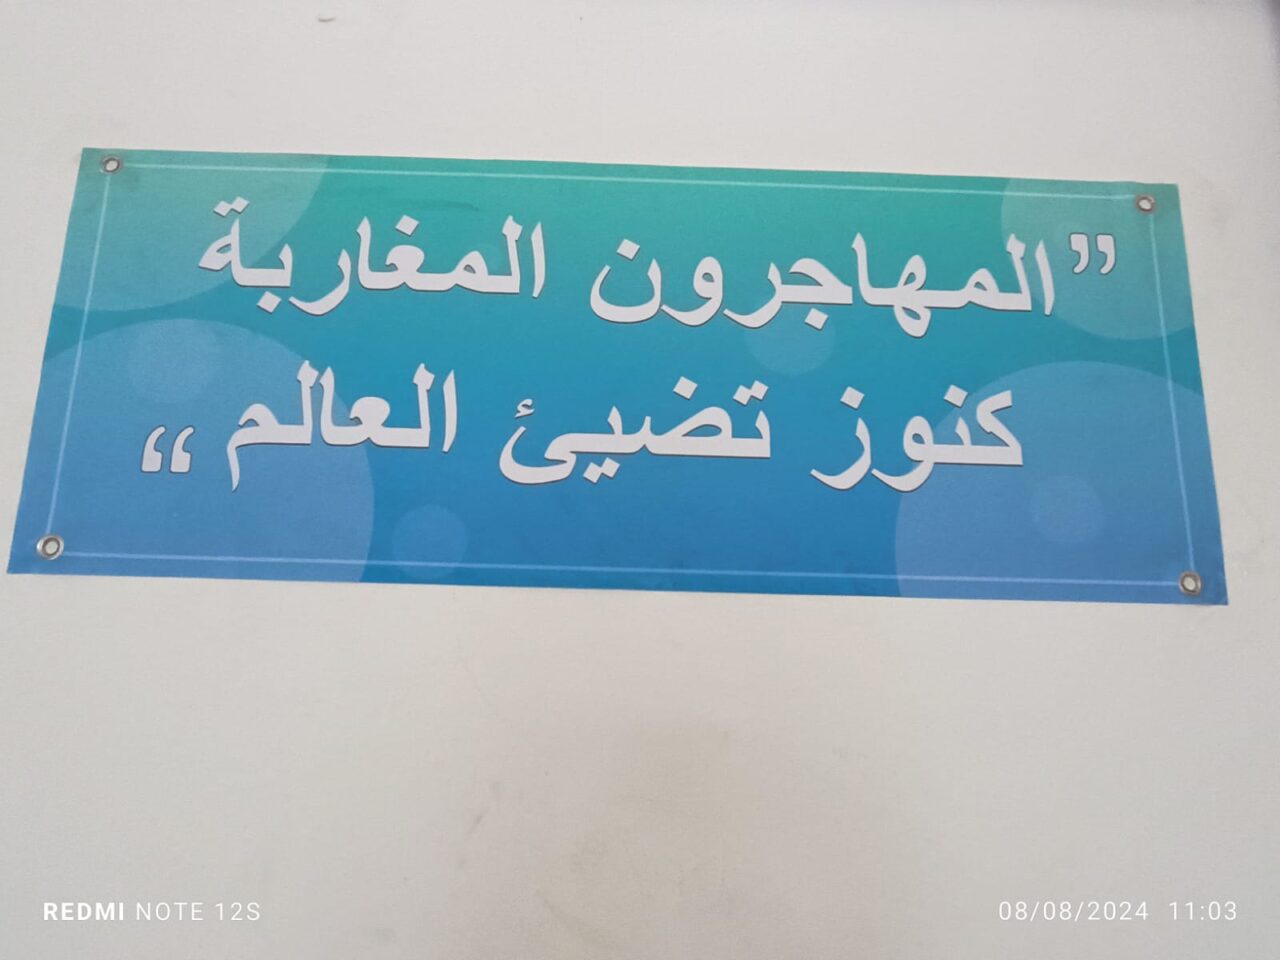 ”المهاجرون المغاربة
كنوز تضيئ العالم“
REDMI NOTE 12S
08/08/2024 11:03